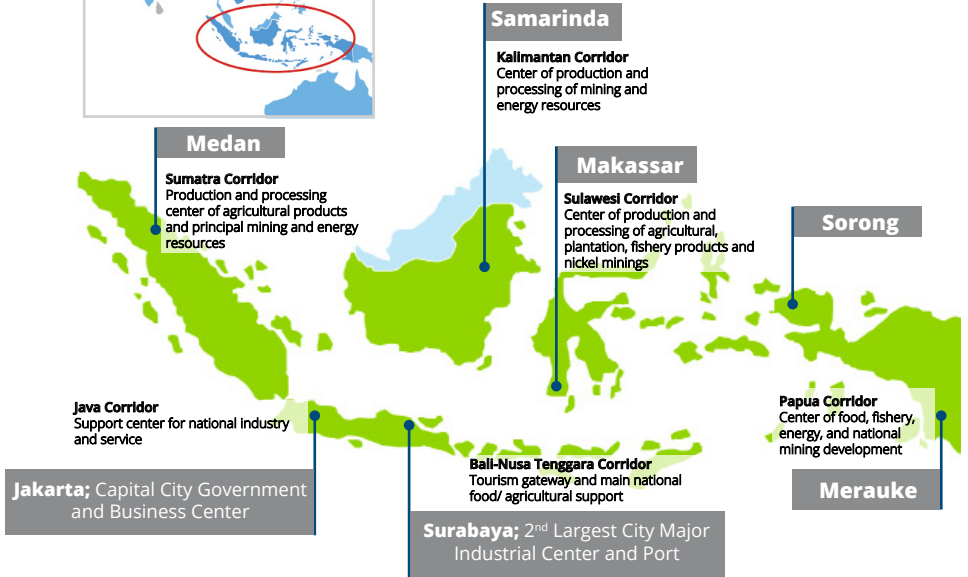 Samarinda
Kalimantan Corridor
Center of production and
processing of mining and
energy resources
Medan
Sumatra Corridor
Production and processing
center of agricultural products
and principal mining and energy
resources
Makassar
Sulawesi Corridor
Center of production and
processing of agricultural,
plantation, fishery products and
nickel minings
Sorong
Java Corridor
Support center for national industry
and service
Jakarta; Capital City Government
and Business Center
Bali-Nusa Tenggara Corridor
Tourism gateway and main national
food/ agricultural support
Surabaya; 2nd Largest City Major
Industrial Center and Port
Papua Corridor
Center of food, fishery,
energy, and national
mining development
Merauke